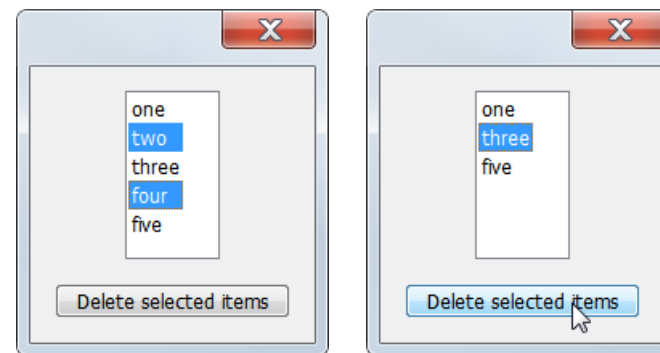 one
two
three
four
five
Delete selected items
one
three
five
Delete selected items